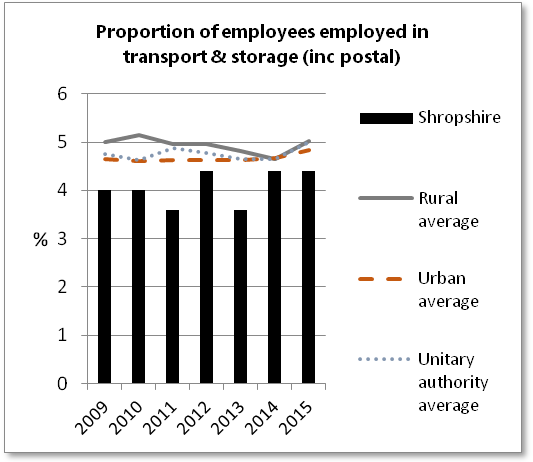 Proportion of employees employed in
transport & storage (inc postal)
6
5
4
3
2
1
0
%
2009
2010
2011
2012
2013
2014
2015
Shropshire
Rural
average
Urban
average
Unitary
authority
average